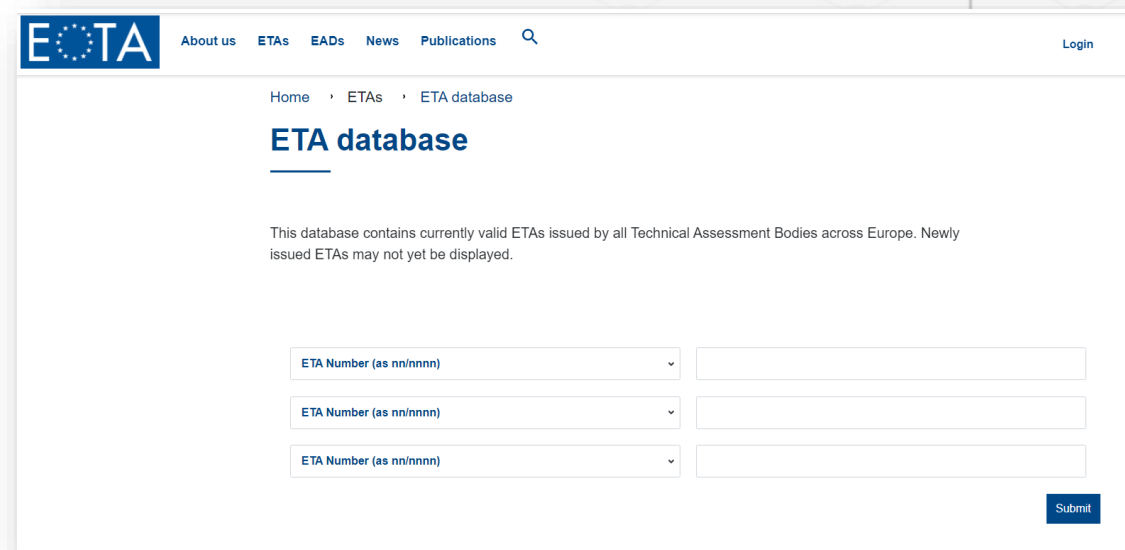 EOTA
About us ETAs EADs News Publications
Login
Home › ETAs › ETA database
ETA database
This database contains currently valid ETAs issued by all Technical Assessment Bodies across Europe. Newly
issued ETAs may not yet be displayed.
ETA Number (as nn/nnnn)
ETA Number (as nn/nnnn)
ETA Number (as nn/nnnn)
Submit